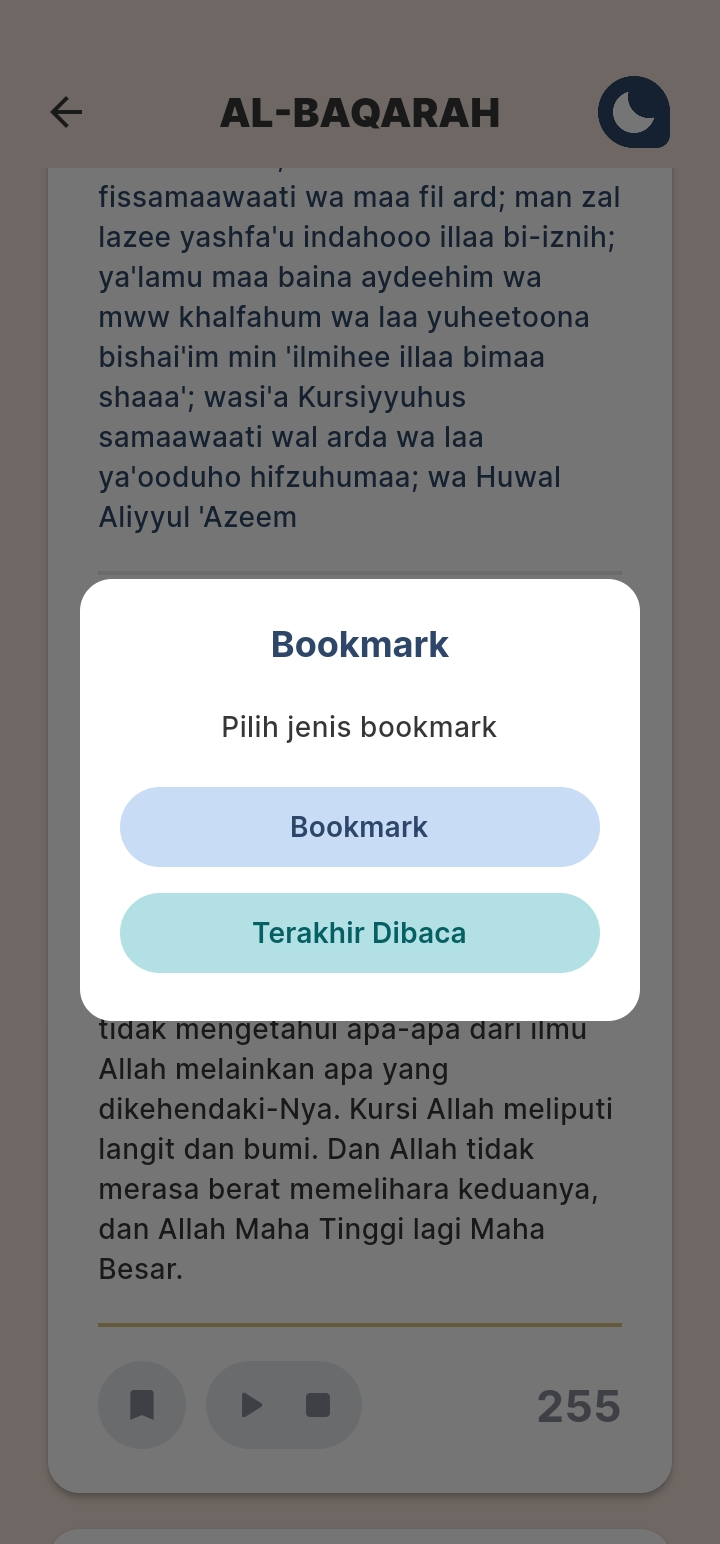 AL-BAQARAH
fissamaawaati wa maa fil ard; man zal
lazee yashfa'u indahooo illaa bi-iznih;
ya'lamu maa baina aydeehim wa
mww khalfahum wa laa yuheetoona
bishai'im min 'ilmihee illaa bimaa
shaaa'; wasi'a Kursiyyuhus
samaawaati wal arda wa laa
ya'ooduho hifzuhumaa; wa Huwal
Aliyyul 'Azeem
Bookmark
Pilih jenis bookmark
Bookmark
Terakhir Dibaca
tidak mengetahui apa-apa dari ilmu
Allah melainkan apa yang
dikehendaki-Nya. Kursi Allah meliputi
langit dan bumi. Dan Allah tidak
merasa berat memelihara keduanya,
dan Allah Maha Tinggi lagi Maha
Besar.
255